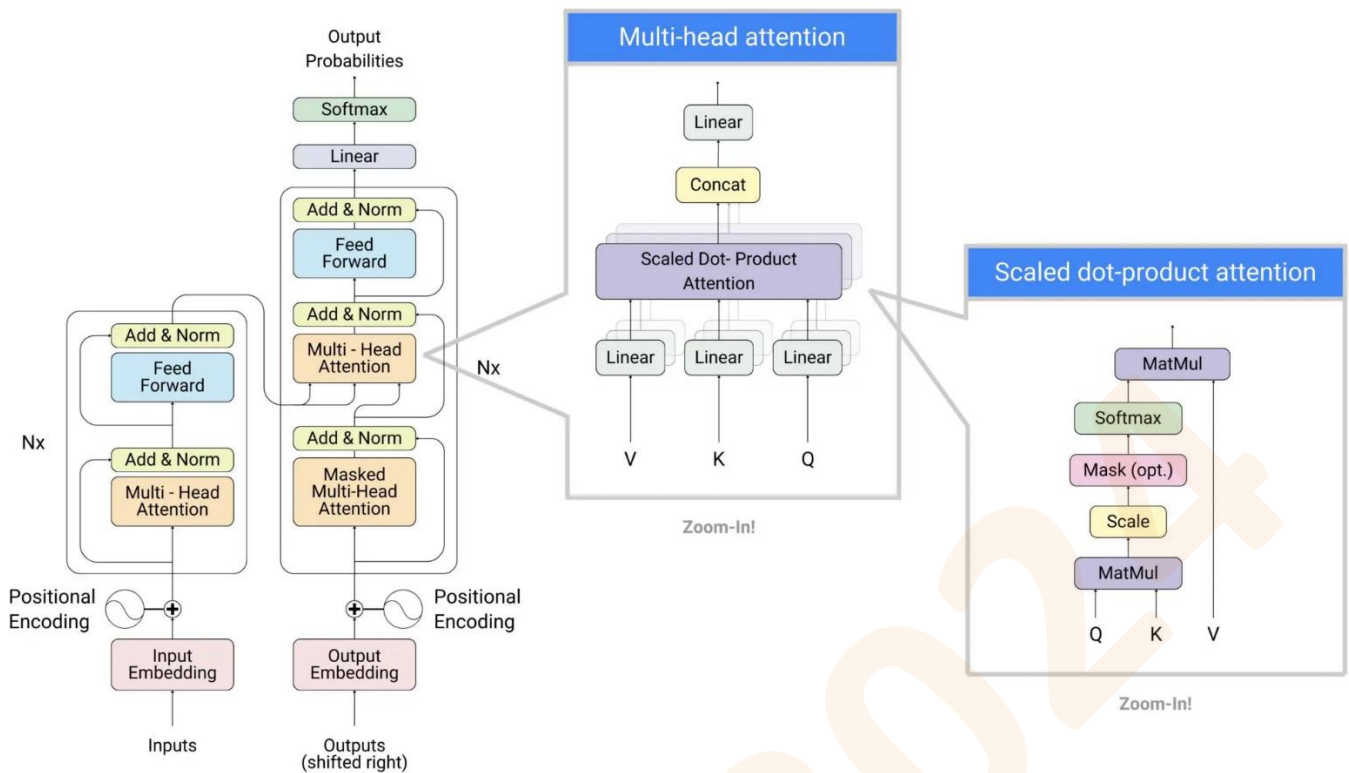 Output
Probabilities
Softmax
Linear
Add & Norm
Feed
Forward
Add & Norm
Multi - Head
Attention
Nx
Add & Norm
Masked
Multi-Head
Attention
Add & Norm
Feed
Forward
Nx
Add & Norm
Multi - Head
Attention
Positional
Encoding
Positional
Encoding
Input
Embedding
Output
Embedding
Inputs
Outputs
(shifted right)
Multi-head attention
Linear
Concat
Scaled Dot- Product
Attention
Linear
Linear
Linear
V
K
Q
Zoom-In!
Scaled dot-product attention
MatMul
Softmax
Mask (opt.)
Scale
MatMul
Q
K
V
Zoom-In!
2024